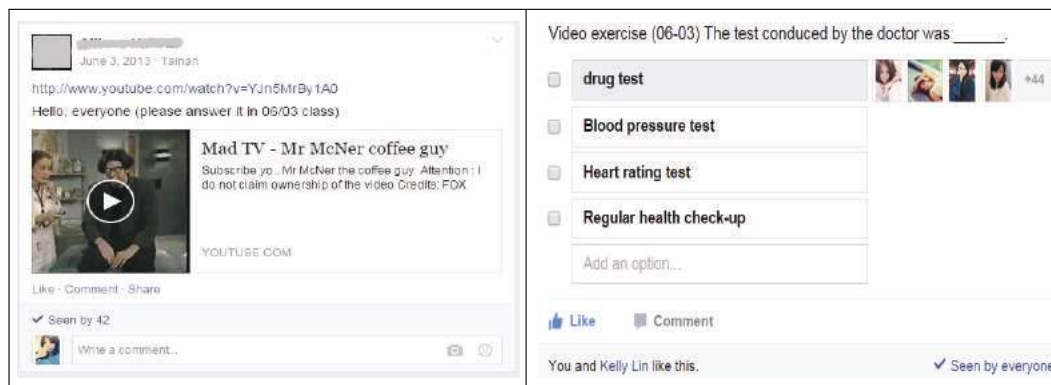 June 3, 2013 · Tainan
http://www.youtube.com/watch?v=YJn5MrBy1A0
Hello, everyone (please answer it in 06/03 class)
Mad TV - Mr McNer coffee guy
Subscribe yo.. Mr McNer the coffee guy. Attention : I
do not claim ownership of the video Credits: FOX
YOUTUBE.COM
Like · Comment · Share
Seen by 42
Write a comment...
Video exercise (06-03) The test conduced by the doctor was ______.
drug test
+44
Blood pressure test
Heart rating test
Regular health check-up
Add an option...
Like Comment
You and Kelly Lin like this. Seen by everyone